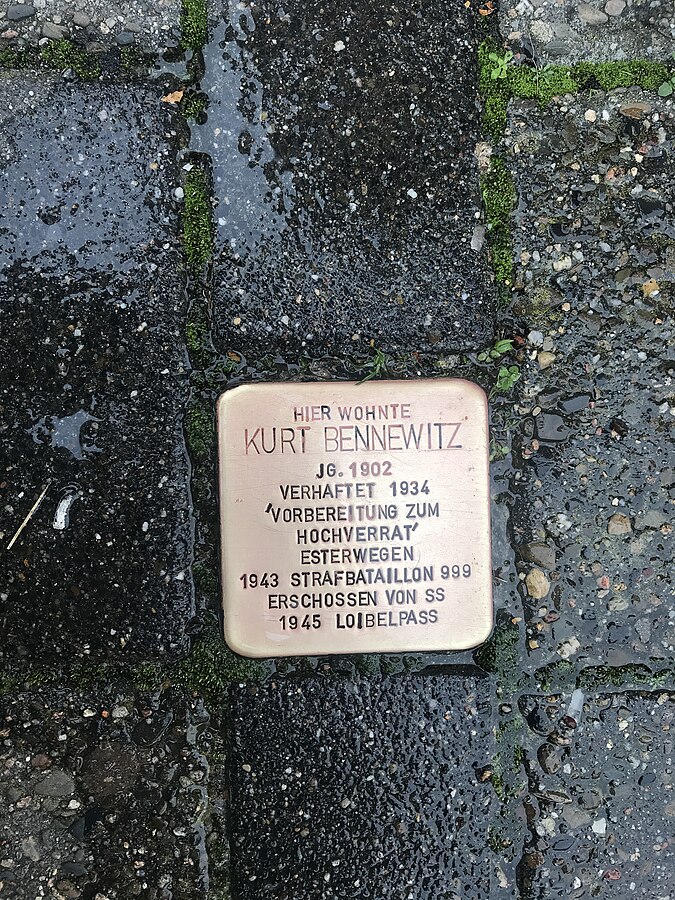 HIER WOHNTE
KURT BENNEWITZ
JG. 1902
VERHAFTET 1934
'VORBEREITUNG ZUM
HOCHVERRAT'
ESTERWEGEN
1943 STRAFBATAILLON 999
ERSCHOSSEN VON SS
1945 LOIBELPASS